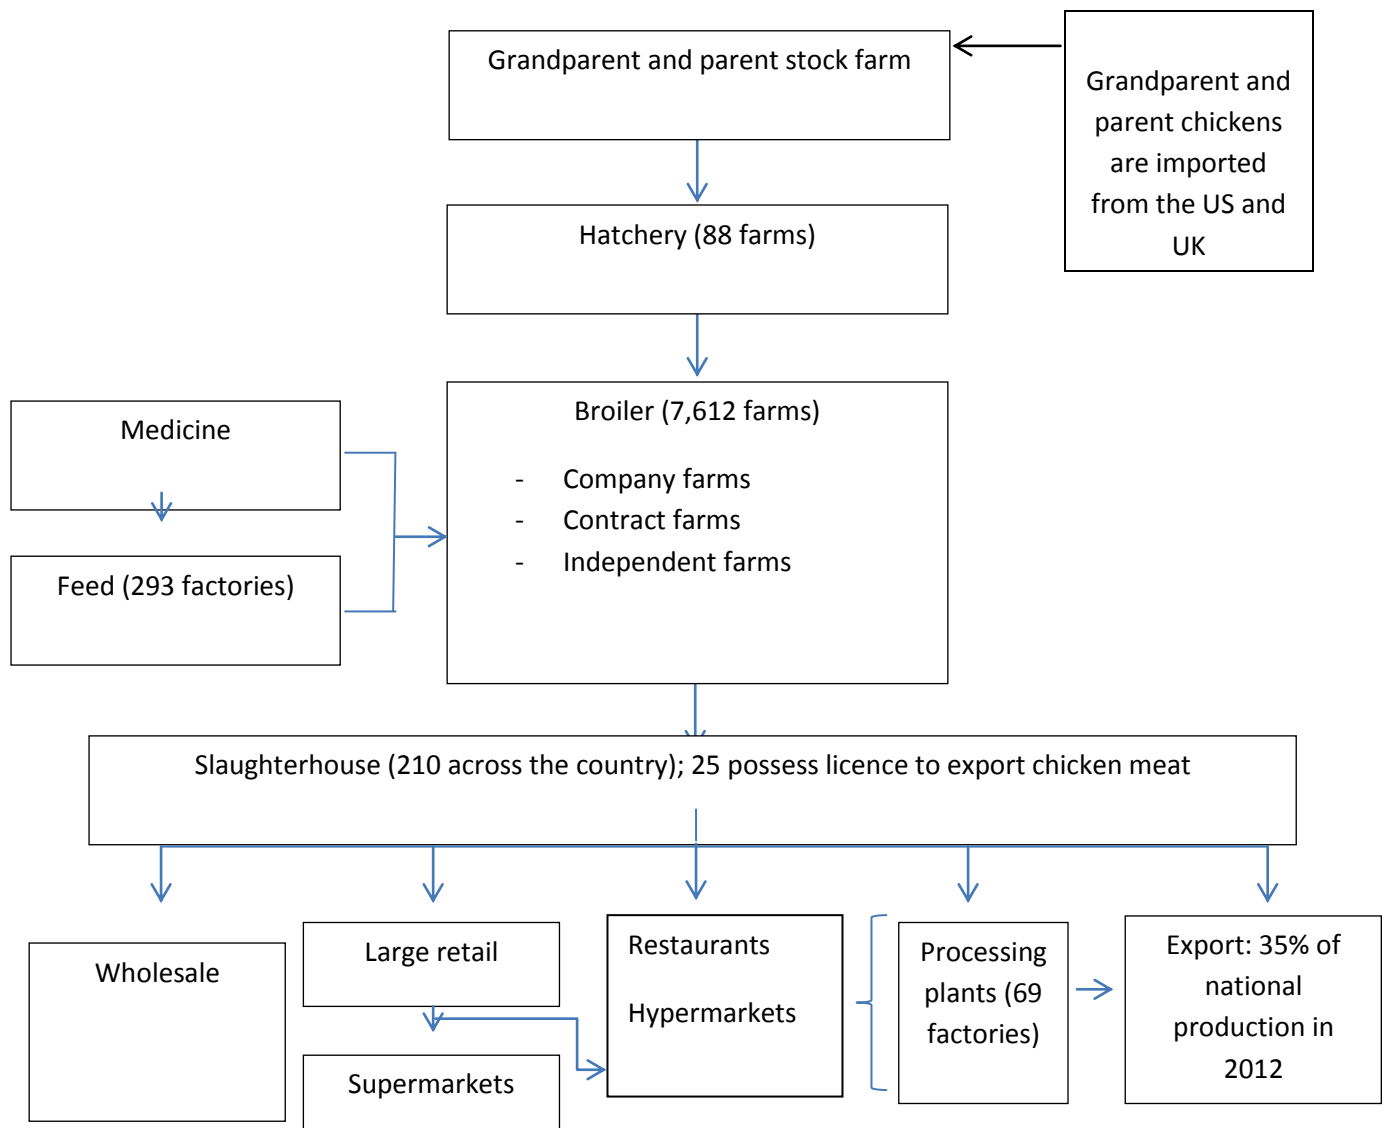 Grandparent and parent stock farm
Grandparent and
parent chickens
are imported
from the US and
UK
Hatchery (88 farms)
Broiler (7,612 farms)
- Company farms
- Contract farms
- Independent farms
Medicine
Feed (293 factories)
Slaughterhouse (210 across the country); 25 possess licence to export chicken meat
Wholesale
Large retail
Supermarkets
Restaurants
Hypermarkets
Processing
plants (69
factories)
Export: 35% of
national
production in
2012